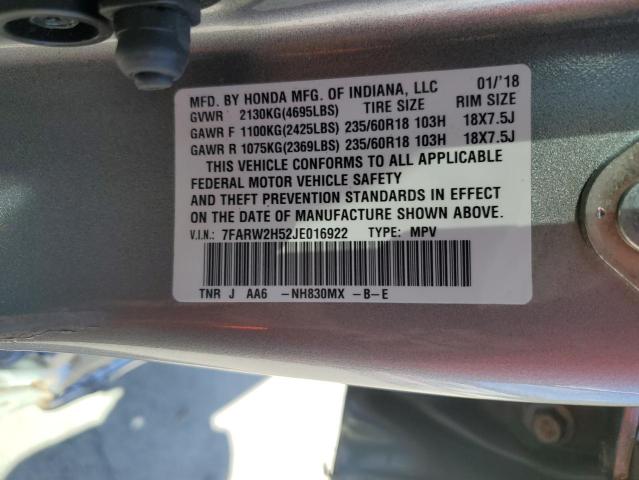 MFD. BY HONDA MFG. OF INDIANA, LLC 01/'18
GVWR 2130KG(4695LBS) TIRE SIZE RIM SIZE
GAWR F 1100KG(2425LBS) 235/60R18 103H 18X7.5J
GAWR R 1075KG(2369LBS) 235/60R18 103H 18X7.5J
THIS VEHICLE CONFORMS TO ALL APPLICABLE
FEDERAL MOTOR VEHICLE SAFETY
AND THEFT PREVENTION STANDARDS IN EFFECT
ON THE DATE OF MANUFACTURE SHOWN ABOVE.
V.I.N.: 7FARW2H52JE016922 TYPE: MPV
TNR J AA6 -NH830MX -B-E